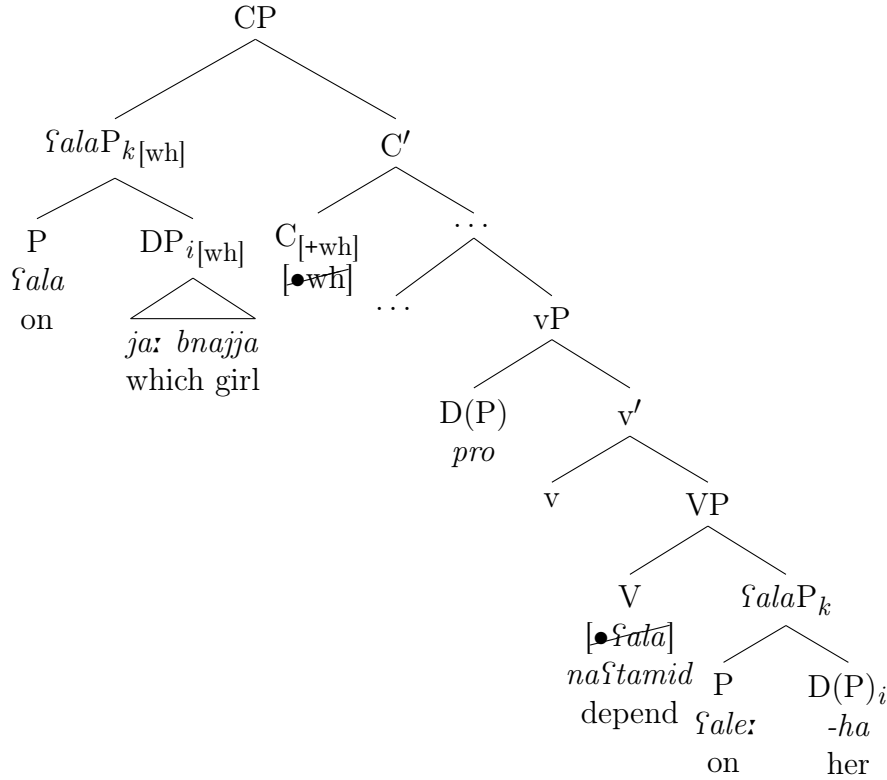 CP
ʕalaP_k[wh] C′
P DP_i[wh] C[+wh] …
ʕala [●wh]
on … vP
jaː bnajja
which girl
D(P) v′
pro
v VP
V ʕalaP_k
[●ʕala]
naʕtamid P D(P)_i
depend ʕaleː -ha
on her